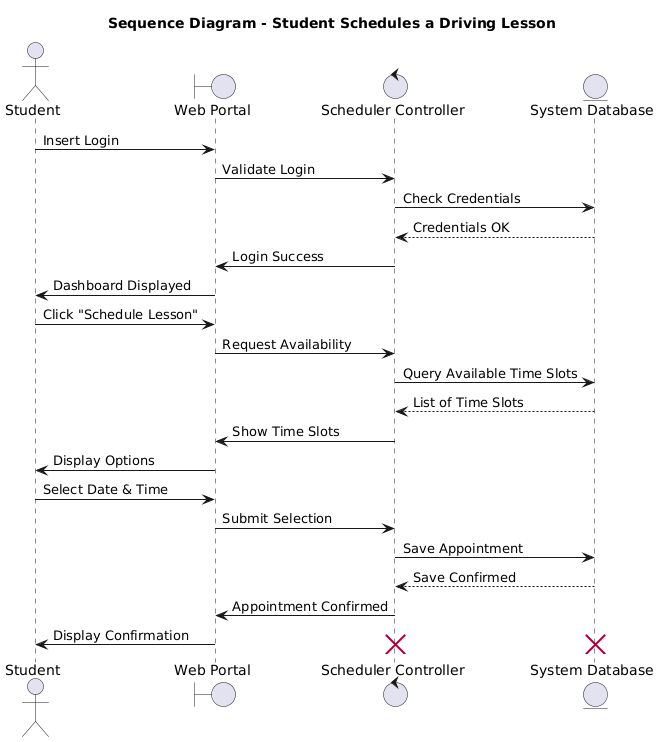 Sequence Diagram - Student Schedules a Driving Lesson
Student
Web Portal
Scheduler Controller
System Database
Insert Login
Validate Login
Check Credentials
Credentials OK
Login Success
Dashboard Displayed
Click "Schedule Lesson"
Request Availability
Query Available Time Slots
List of Time Slots
Show Time Slots
Display Options
Select Date & Time
Submit Selection
Save Appointment
Save Confirmed
Appointment Confirmed
Display Confirmation
Student
Web Portal
Scheduler Controller
System Database